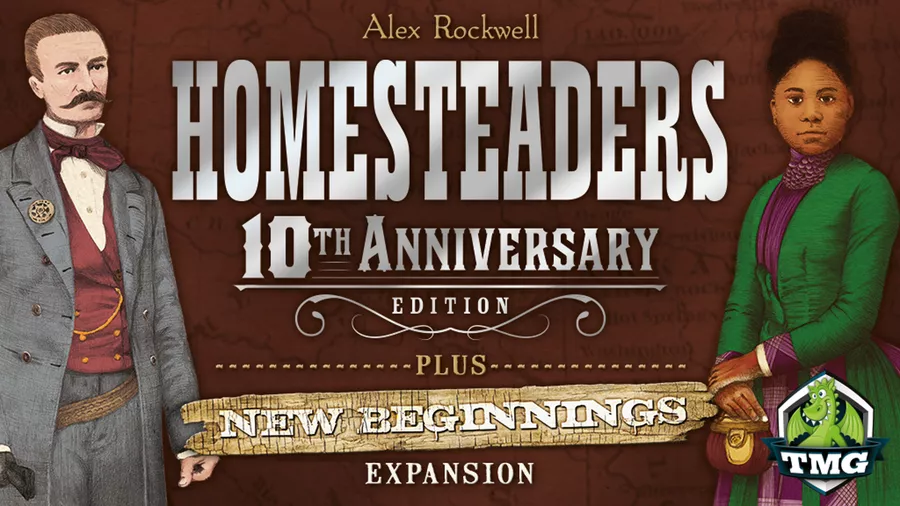 Alex Rockwell
HOMESTEADERS
10TH ANNIVERSARY
EDITION
PLUS
NEW BEGINNINGS
EXPANSION
TMG